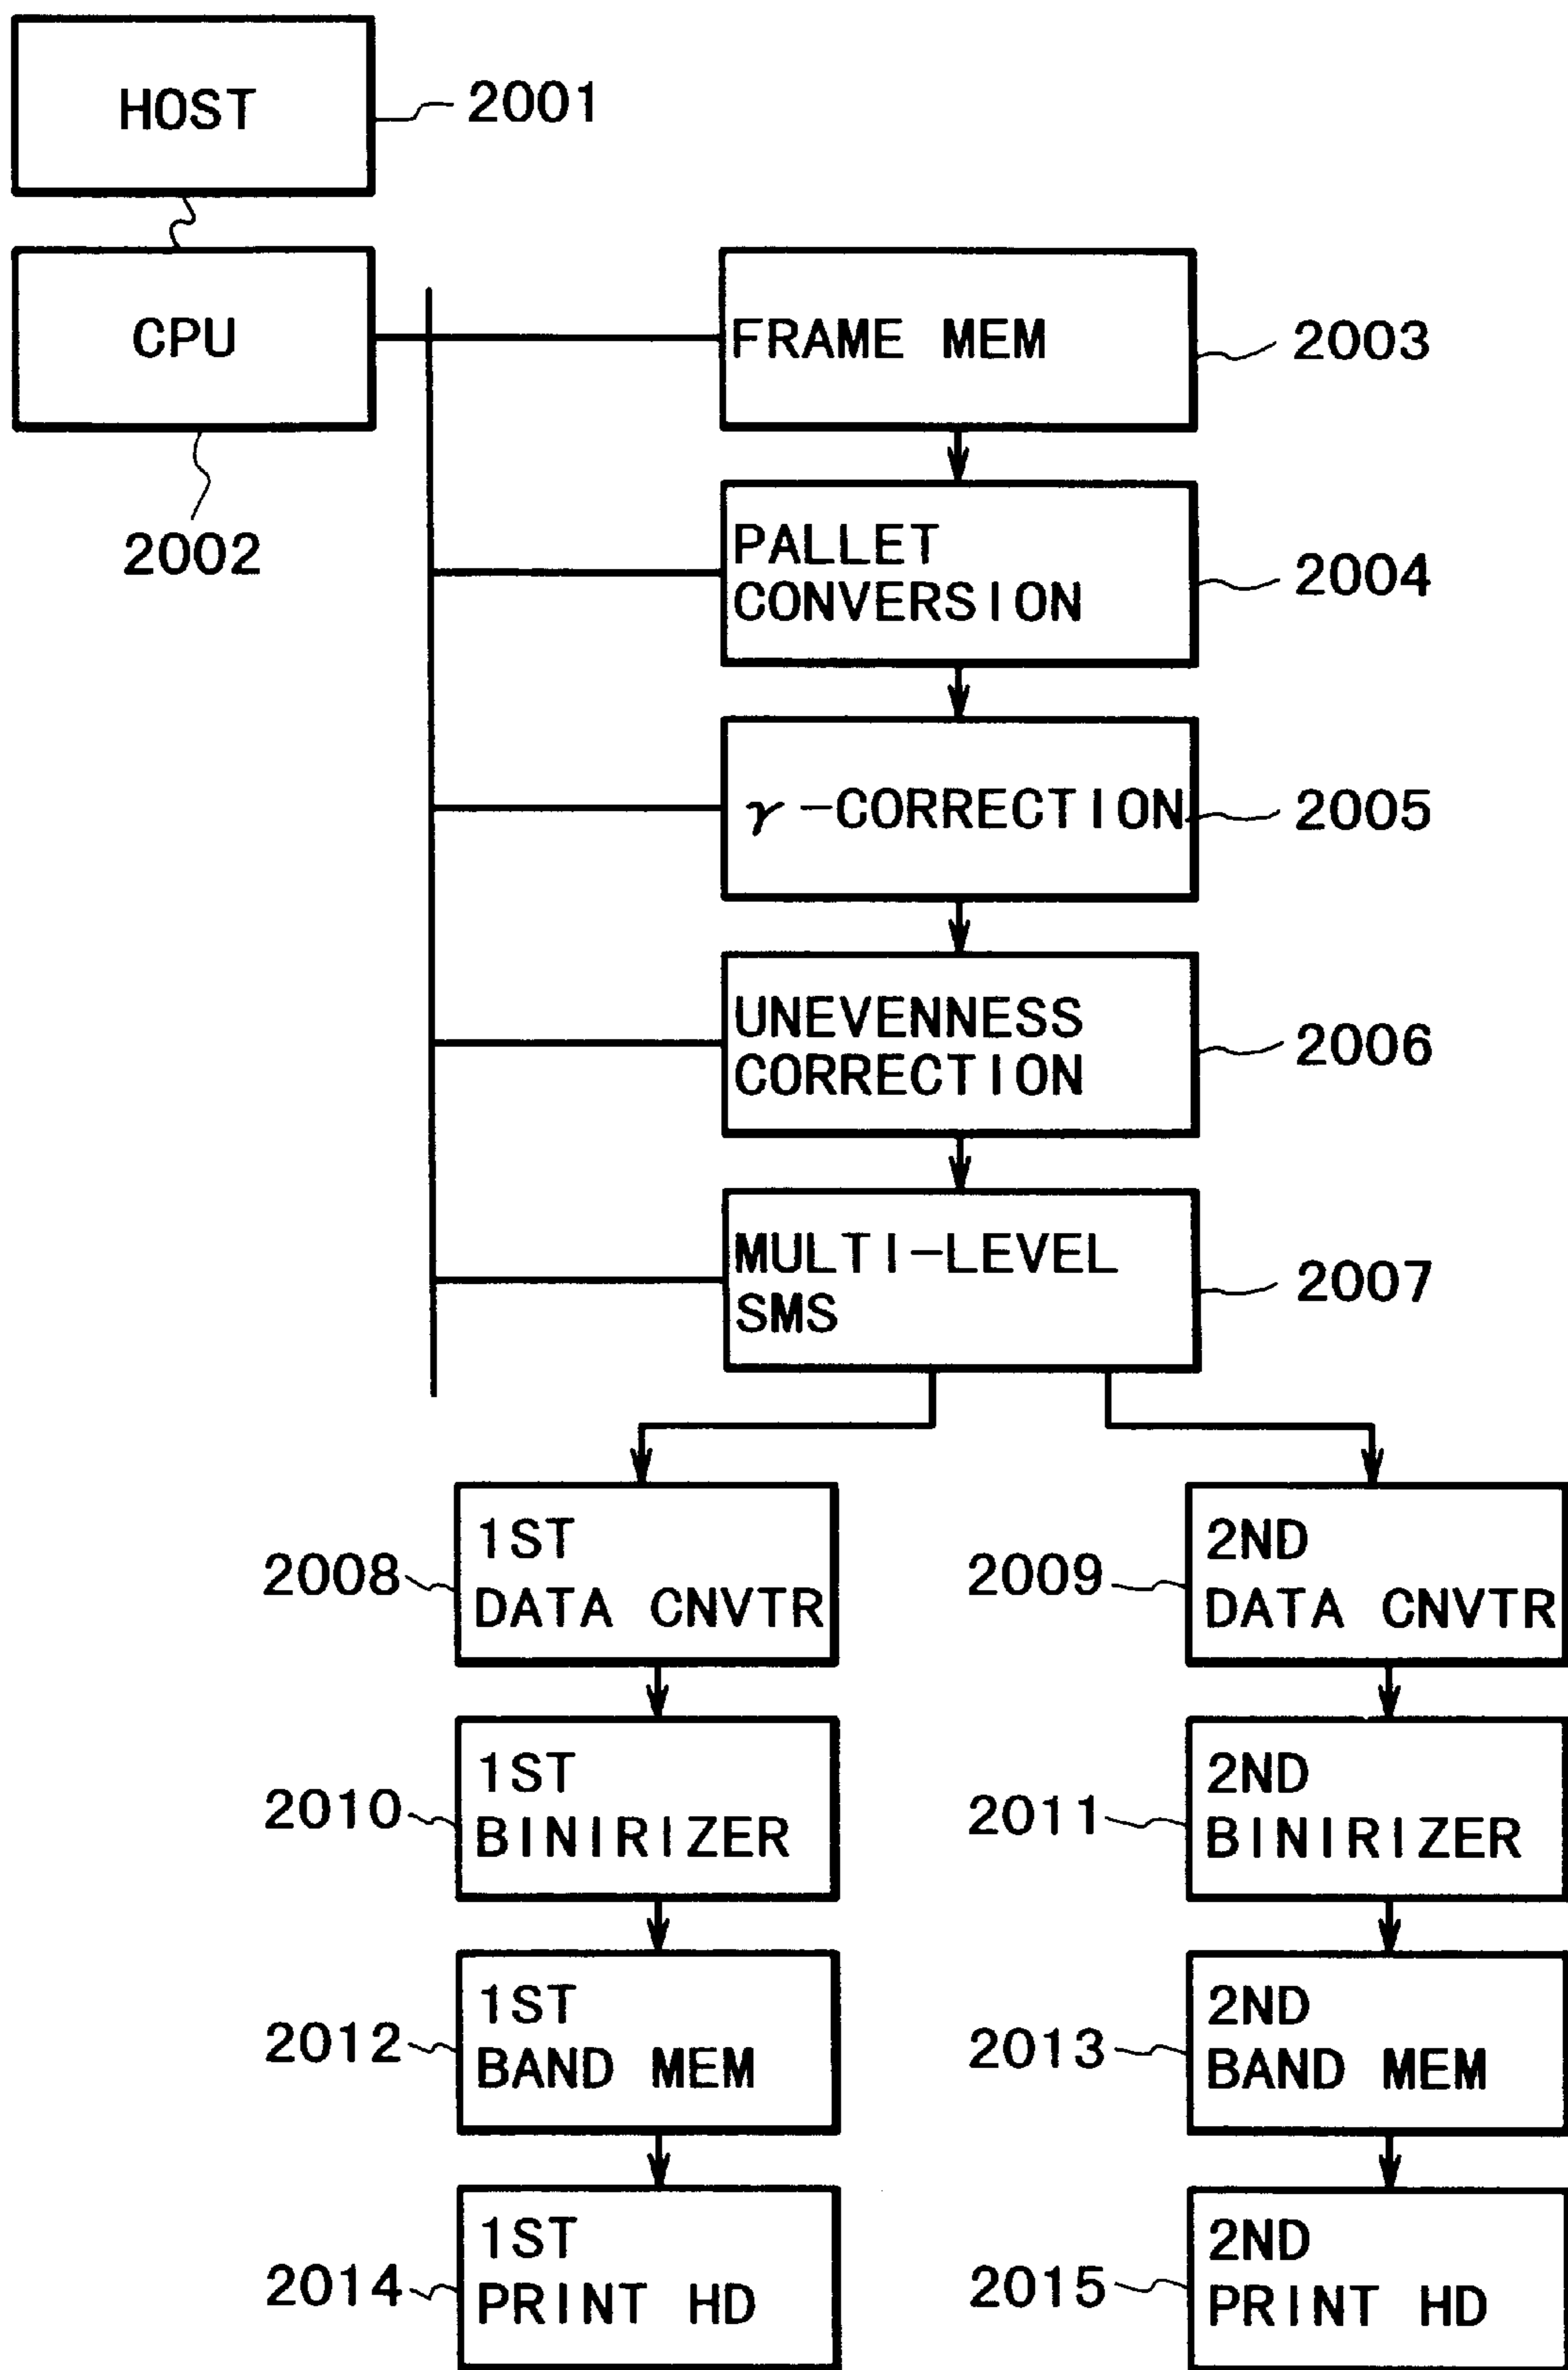 HOST
2001
CPU
2002
FRAME MEM
2003
PALLET
CONVERSION
2004
γ-CORRECTION
2005
UNEVENNESS
CORRECTION
2006
MULTI-LEVEL
SMS
2007
1ST
DATA CNVTR
2008
2ND
DATA CNVTR
2009
1ST
BINIRIZER
2010
2ND
BINIRIZER
2011
1ST
BAND MEM
2012
2ND
BAND MEM
2013
1ST
PRINT HD
2014
2ND
PRINT HD
2015